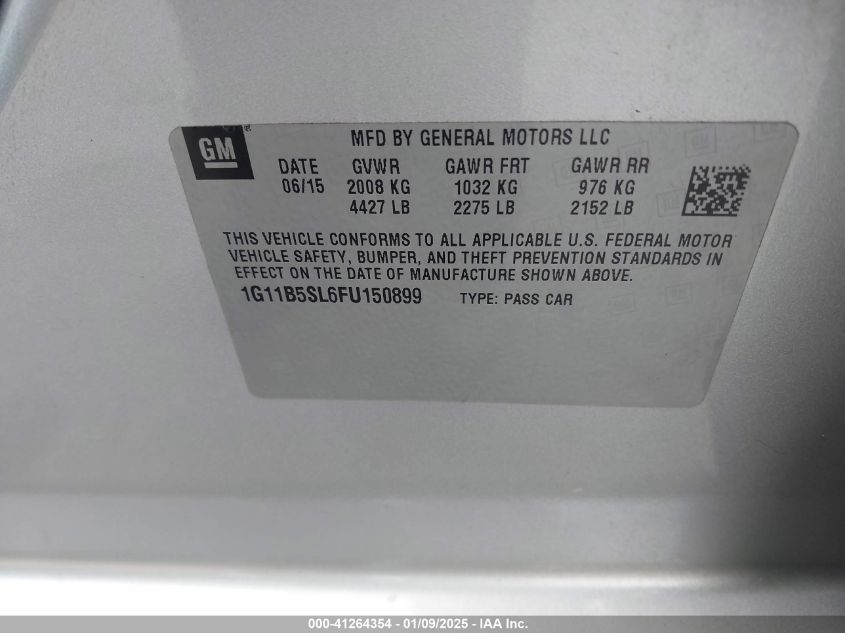 GM
MFD BY GENERAL MOTORS LLC
DATE GVWR GAWR FRT GAWR RR
06/15 2008 KG 1032 KG 976 KG
4427 LB 2275 LB 2152 LB
THIS VEHICLE CONFORMS TO ALL APPLICABLE U.S. FEDERAL MOTOR
VEHICLE SAFETY, BUMPER, AND THEFT PREVENTION STANDARDS IN
EFFECT ON THE DATE OF MANUFACTURE SHOWN ABOVE.
1G11B5SL6FU150899 TYPE: PASS CAR
000-41264354 - 01/09/2025 - IAA Inc.